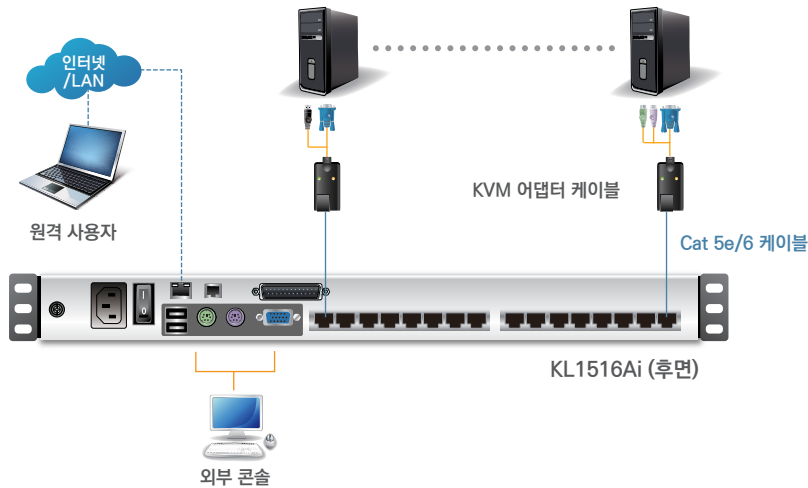 인터넷
/LAN
원격 사용자
KVM 어댑터 케이블
Cat 5e/6 케이블
I
0
KL1516Ai (후면)
외부 콘솔